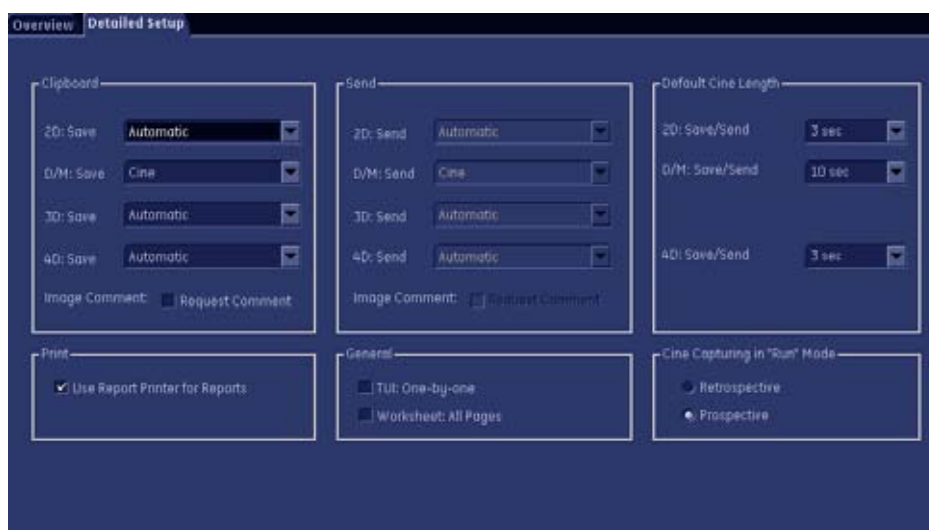 Overview Detailed Setup
Clipboard
2D: Save Automatic
D/M: Save Cine
3D: Save Automatic
4D: Save Automatic
Image Comment: Request Comment
Send
2D: Send Automatic
D/M: Send Cine
3D: Send Automatic
4D: Send Automatic
Image Comment: Request Comment
Default Cine Length
2D: Save/Send 3 sec
D/M: Save/Send 10 sec
4D: Save/Send 3 sec
Print
Use Report Printer for Reports
General
TUI: One-by-one
Worksheet: All Pages
Cine Capturing in "Run" Mode
Retrospective
Prospective